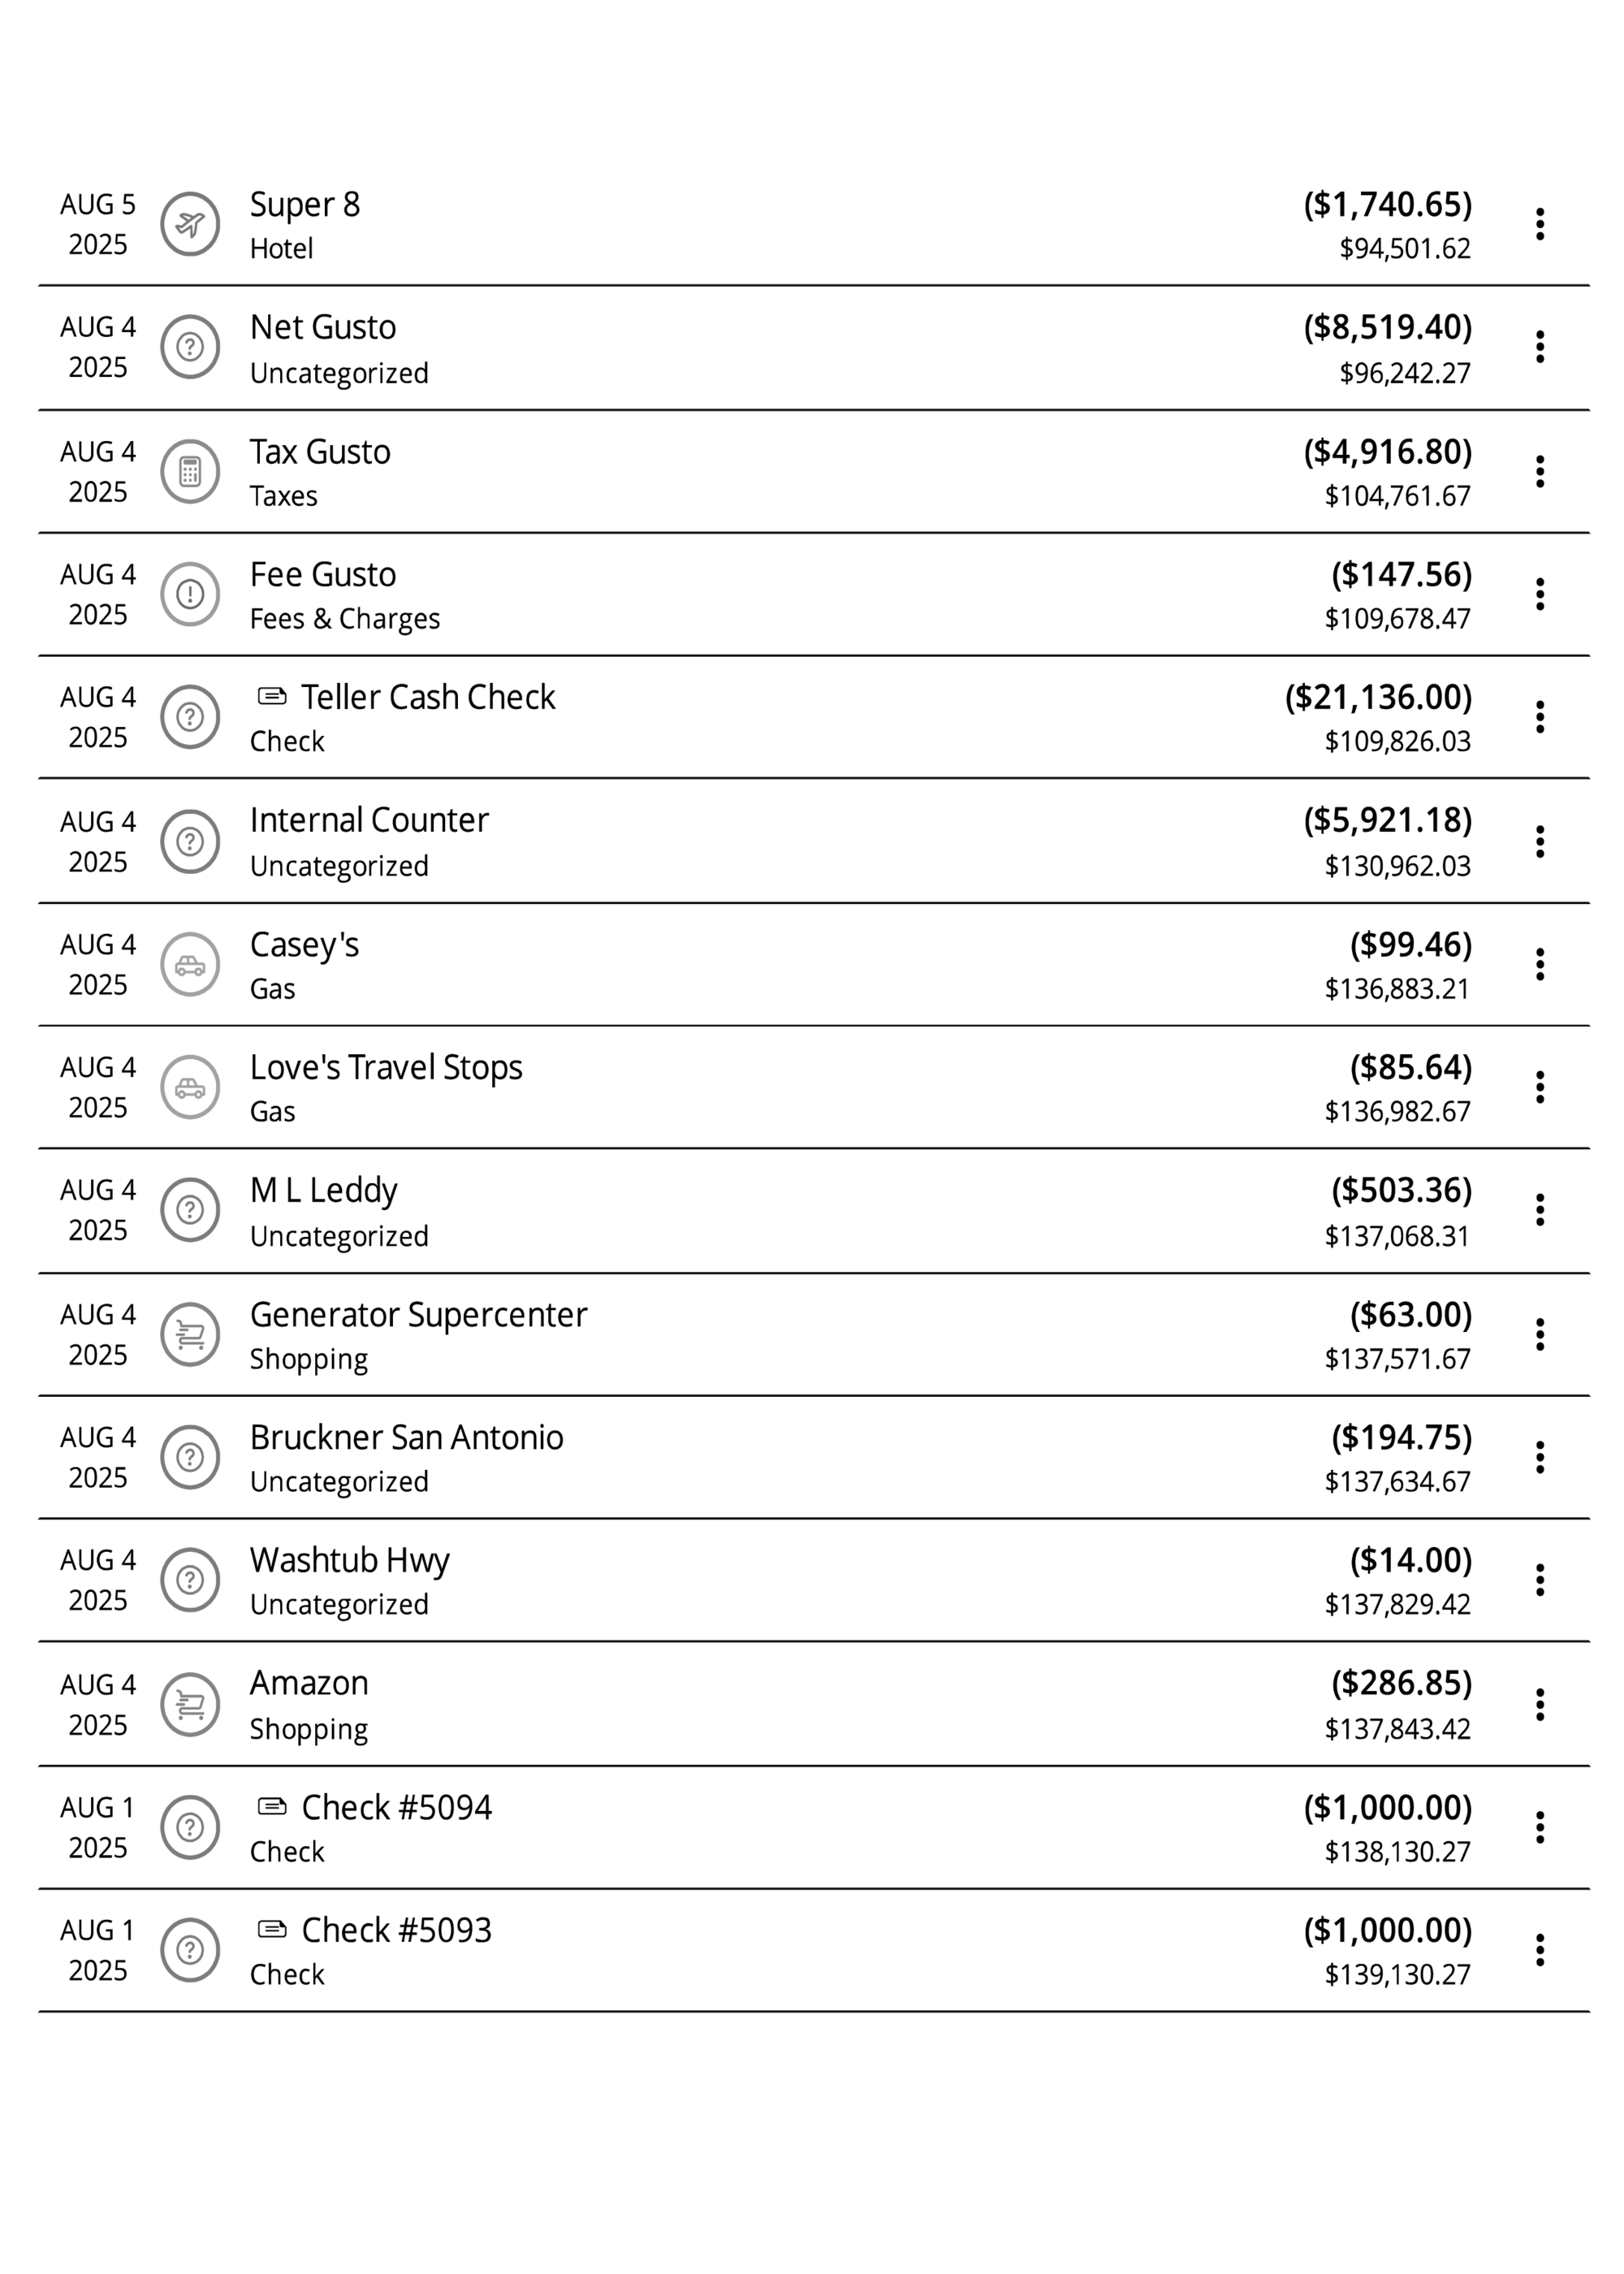 AUG 5 Super 8 ($1,740.65)
2025 Hotel $94,501.62
AUG 4 Net Gusto ($8,519.40)
2025 Uncategorized $96,242.27
AUG 4 Tax Gusto ($4,916.80)
2025 Taxes $104,761.67
AUG 4 Fee Gusto ($147.56)
2025 Fees & Charges $109,678.47
AUG 4 Teller Cash Check ($21,136.00)
2025 Check $109,826.03
AUG 4 Internal Counter ($5,921.18)
2025 Uncategorized $130,962.03
AUG 4 Casey's ($99.46)
2025 Gas $136,883.21
AUG 4 Love's Travel Stops ($85.64)
2025 Gas $136,982.67
AUG 4 M L Leddy ($503.36)
2025 Uncategorized $137,068.31
AUG 4 Generator Supercenter ($63.00)
2025 Shopping $137,571.67
AUG 4 Bruckner San Antonio ($194.75)
2025 Uncategorized $137,634.67
AUG 4 Washtub Hwy ($14.00)
2025 Uncategorized $137,829.42
AUG 4 Amazon ($286.85)
2025 Shopping $137,843.42
AUG 1 Check #5094 ($1,000.00)
2025 Check $138,130.27
AUG 1 Check #5093 ($1,000.00)
2025 Check $139,130.27